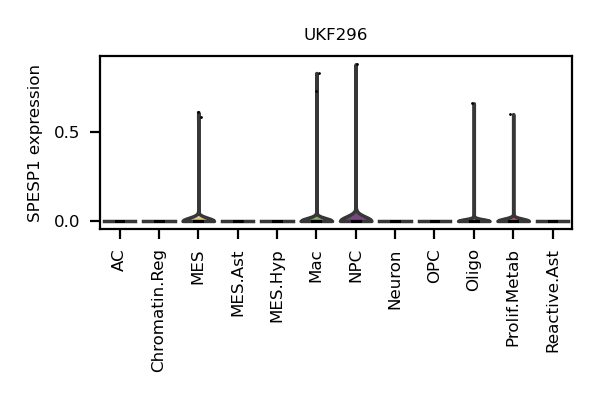 UKF296
SPESP1 expression
0.5
0.0
AC
Chromatin.Reg
MES
MES.Ast
MES.Hyp
Mac
NPC
Neuron
OPC
Oligo
Prolif.Metab
Reactive.Ast